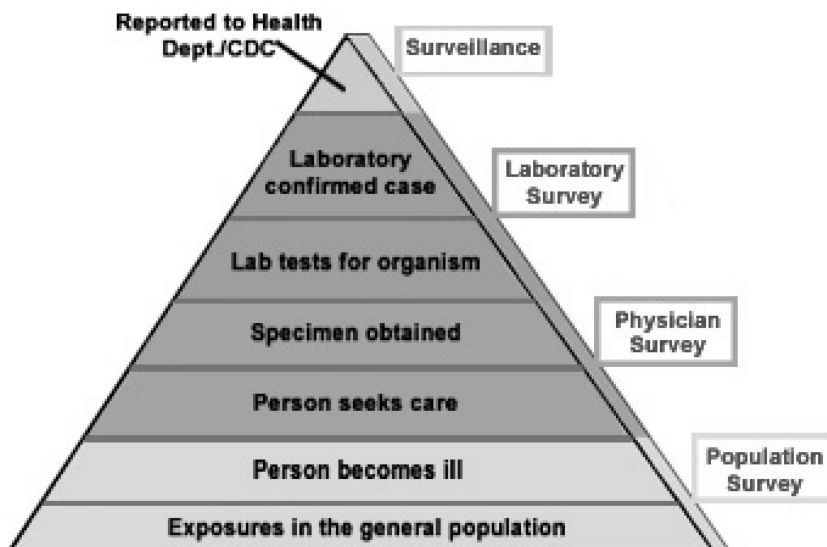 Reported to Health
Dept./CDC
Surveillance
Laboratory
confirmed case
Laboratory
Survey
Lab tests for organism
Specimen obtained
Physician
Survey
Person seeks care
Person becomes ill
Population
Survey
Exposures in the general population